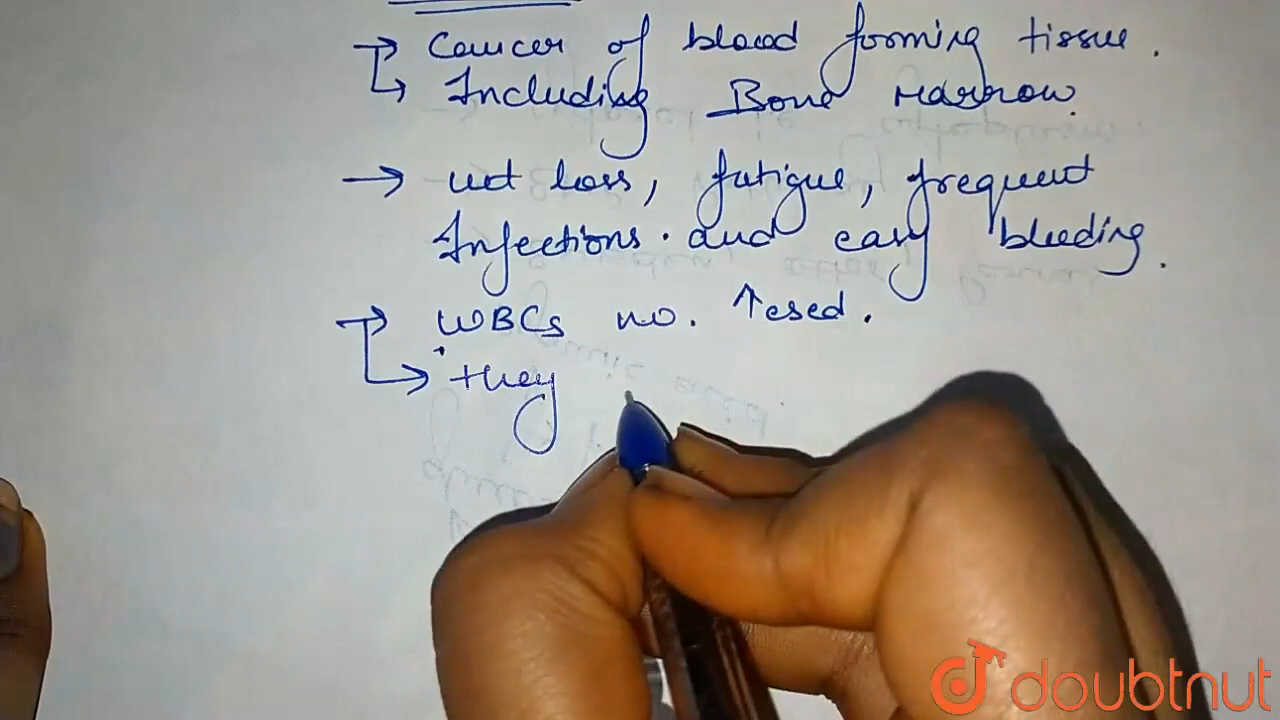 Cancer of blood forming tissue.
Including Bone Marrow.
wt loss, fatigue, frequent
Infections. and easy bleeding.
WBCs no. ↑esed.
they
doubtnut